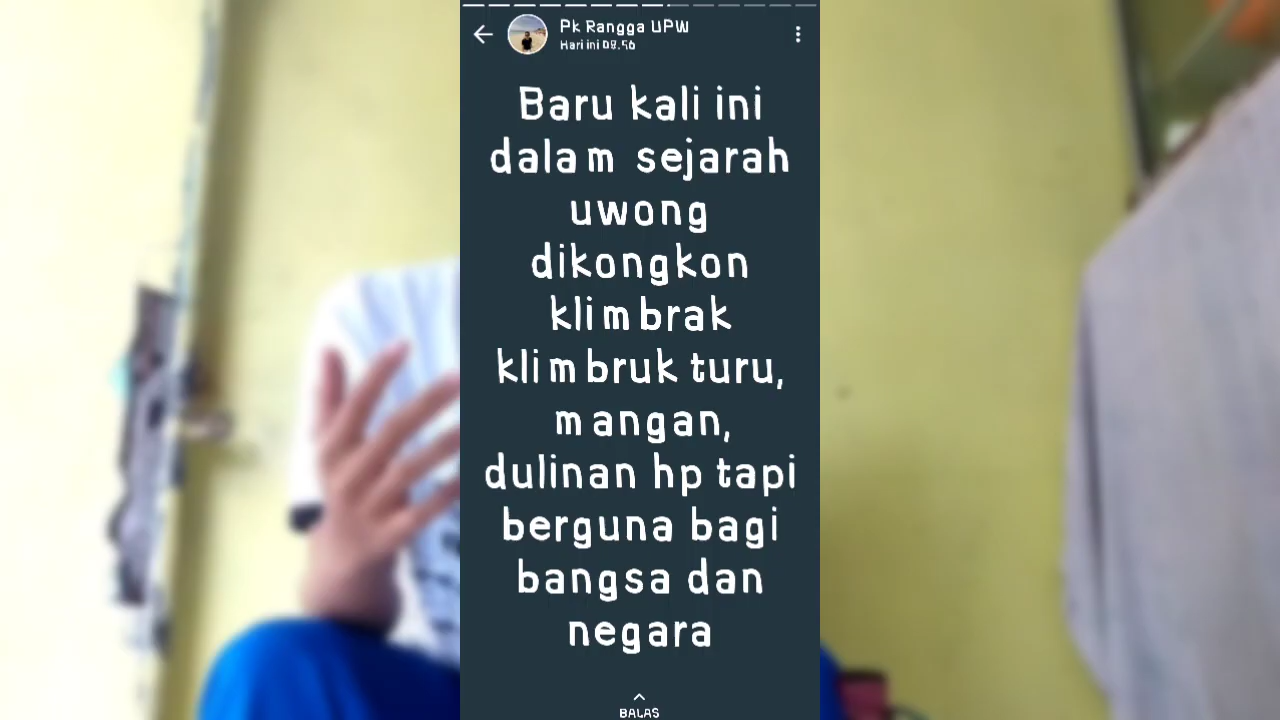 Pk Rangga UPW
Hari ini 08.56
Baru kali ini
dalam sejarah
uwong
dikongkon
klimbrak
klimbruk turu,
mangan,
dulinan hp tapi
berguna bagi
bangsa dan
negara
BALAS